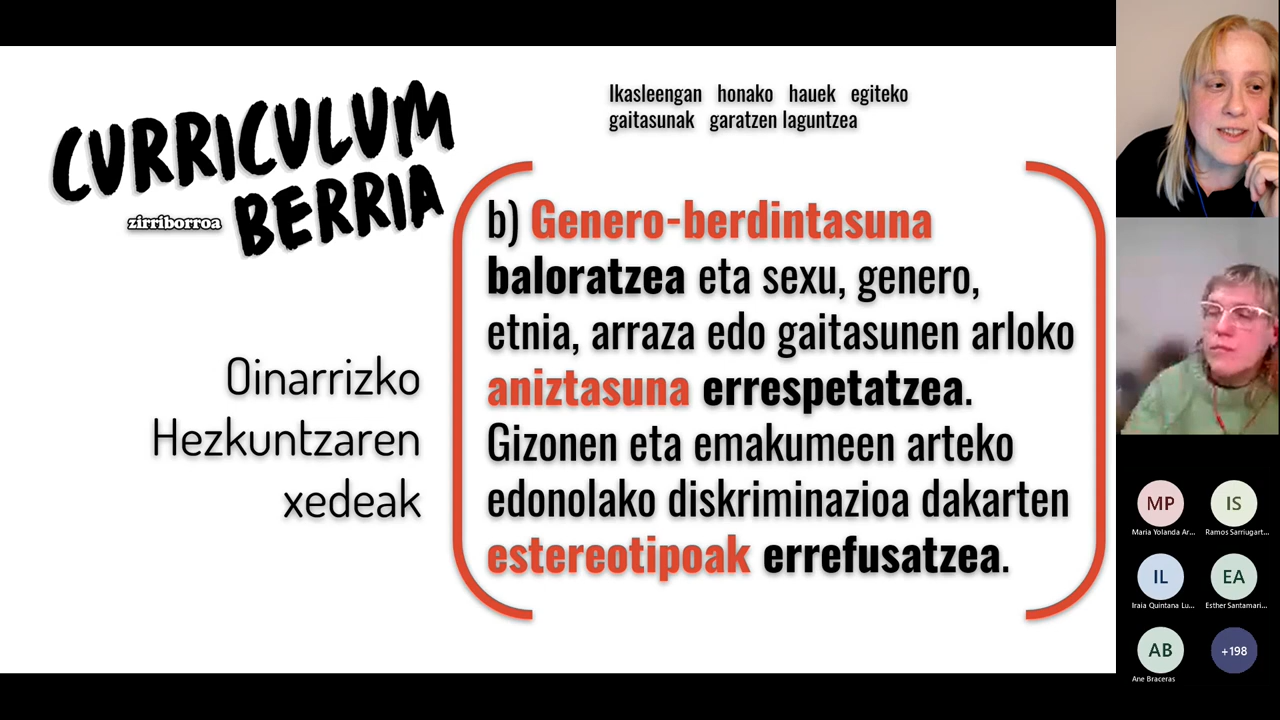 CURRICULUM
BERRIA
zirriborroa
Oinarrizko
Hezkuntzaren
xedeak
Ikasleengan honako hauek egiteko
gaitasunak garatzen laguntzea
b) Genero-berdintasuna
baloratzea eta sexu, genero,
etnia, arraza edo gaitasunen arloko
aniztasuna errespetatzea.
Gizonen eta emakumeen arteko
edonolako diskriminazioa dakarten
estereotipoak errefusatzea.
MP
Maria Yolanda Ar...
IS
Ramos Sarriugart...
IL
Iraia Quintana Lu...
EA
Esther Santamari...
AB
Ane Braceras
+198